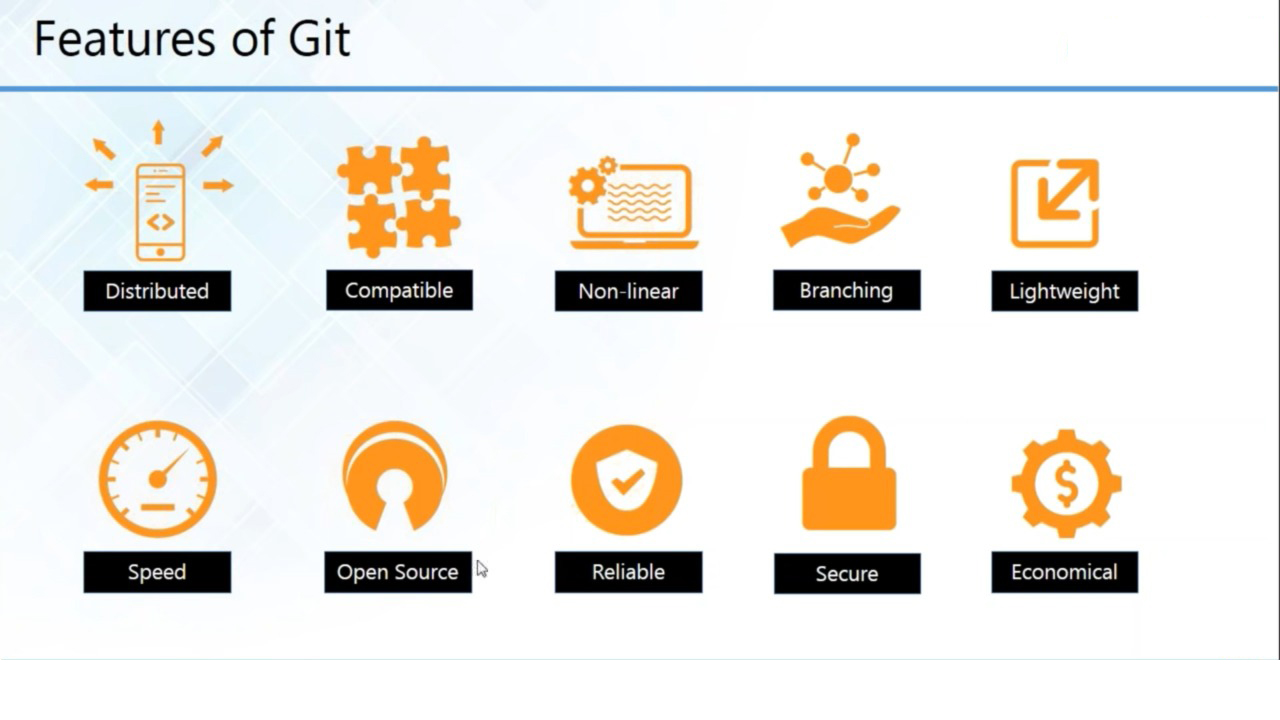 Features of Git
Distributed
Compatible
Non-linear
Branching
Lightweight
Speed
Open Source
Reliable
Secure
Economical